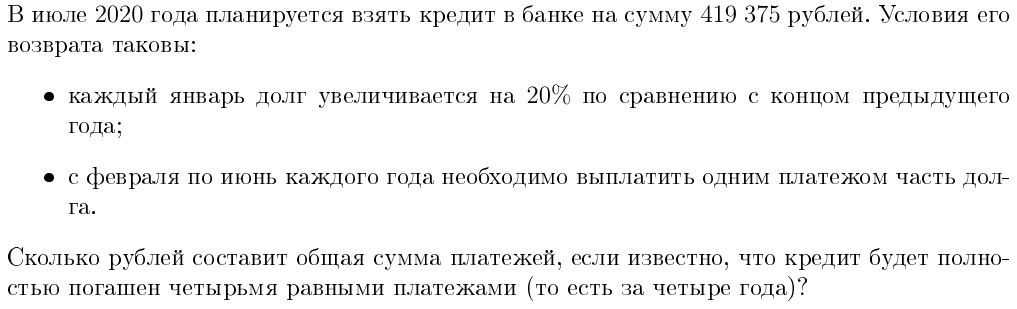 В июле 2020 года планируется взять кредит в банке на сумму 419 375 рублей. Условия его
возврата таковы:
• каждый январь долг увеличивается на 20% по сравнению с концом предыдущего
года;
• с февраля по июнь каждого года необходимо выплатить одним платежом часть дол-
га.
Сколько рублей составит общая сумма платежей, если известно, что кредит будет полно-
стью погашен четырьмя равными платежами (то есть за четыре года)?